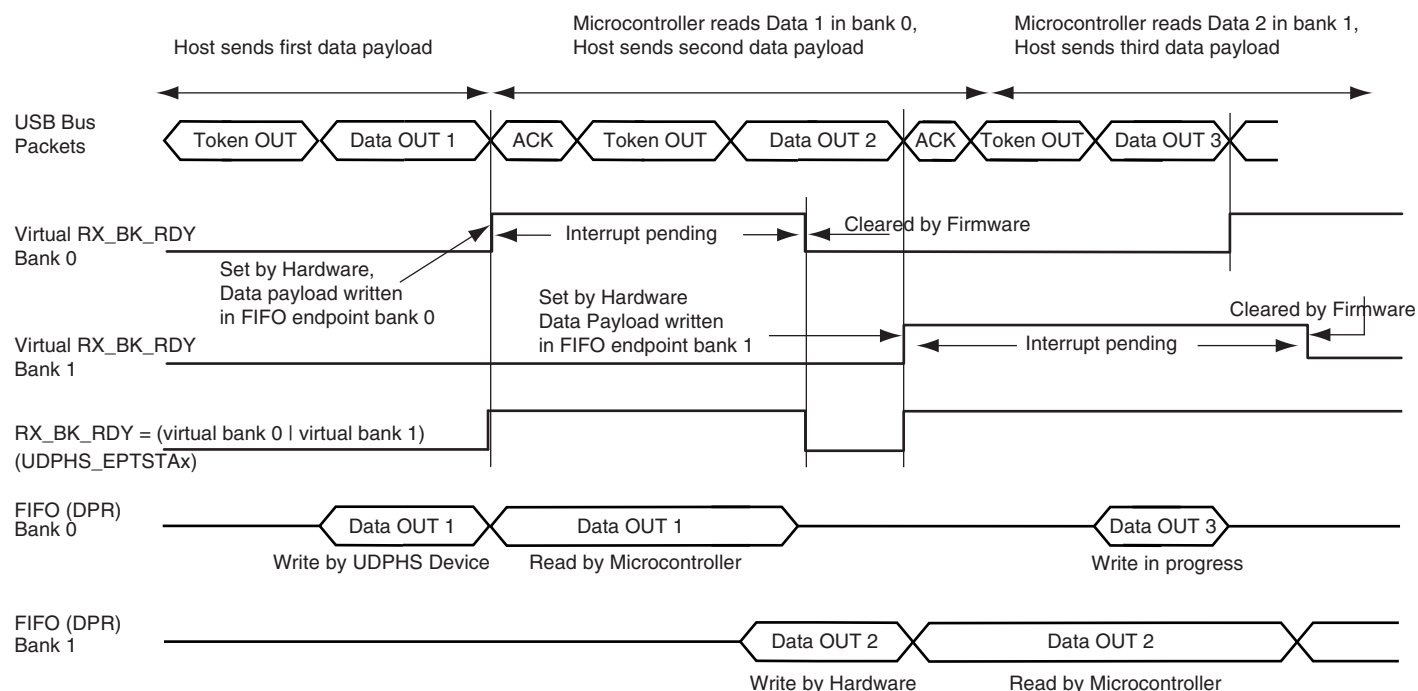 Host sends first data payload
Microcontroller reads Data 1 in bank 0,
Host sends second data payload
Microcontroller reads Data 2 in bank 1,
Host sends third data payload
USB Bus
Packets
Token OUT
Data OUT 1
ACK
Token OUT
Data OUT 2
ACK
Token OUT
Data OUT 3
Virtual RX_BK_RDY
Bank 0
Interrupt pending
Cleared by Firmware
Set by Hardware,
Data payload written
in FIFO endpoint bank 0
Set by Hardware
Data Payload written
in FIFO endpoint bank 1
Cleared by Firmware
Virtual RX_BK_RDY
Bank 1
Interrupt pending
RX_BK_RDY = (virtual bank 0 | virtual bank 1)
(UDPHS_EPTSTAx)
FIFO (DPR)
Bank 0
Data OUT 1
Data OUT 1
Data OUT 3
Write by UDPHS Device
Read by Microcontroller
Write in progress
FIFO (DPR)
Bank 1
Data OUT 2
Data OUT 2
Write by Hardware
Read by Microcontroller